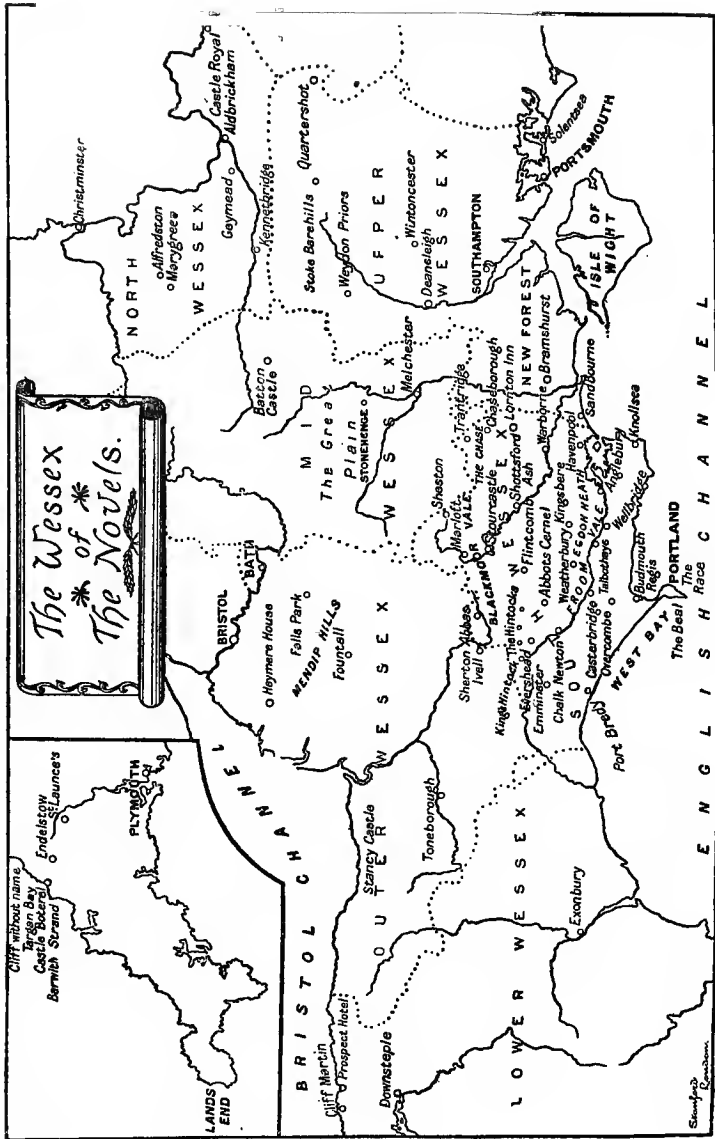 The Wessex
of
The Novels.
Cliff without name
Targan Bay
Castle Boterel
Barwith Strand
Endelstow
St Launce's
PLYMOUTH
LANDS
END
BRISTOL CHANNEL
BRISTOL
BATH
Christminster
NORTH
WESSEX
Alfredston
Marygreen
Castle Royal
Aldbrickham
Gaymead
Kennetbridge
Batton
Castle
Stoke Barehills
Quartershot
Weydon Priors
UPPER
WESSEX
Wintoncester
Deansleigh
SOUTHAMPTON
PORTSMOUTH
Solentsea
ISLE OF
WIGHT
NEW FOREST
Bramshurst
MID
WESSEX
The Great
Plain
STONEHENGE
Melchester
Heymere House
Falls Park
MENDIP HILLS
Fountall
OUTER
WESSEX
Stancy Castle
Toneborough
Cliff Martin
Prospect Hotel
Downstaple
LOWER WESSEX
Exonbury
SOUTH
WESSEX
Shaston
Marlott
VALE
BLACKMOR
Trantridge
THE CHASE
Chaseborough
Stourcastle
Lornton Inn
Shottsford
Ash
Sherton Abbas
Ivell
Kings Hintock
The Hintocks
Flintcomb
Evershead
Emminster
Abbots Cernel
Chalk Newton
Weatherbury
Kingsbere
Warborne
Havenpool
Sandbourne
EGDON HEATH
FROOM
VALE
Casterbridge
Talbothays
Overcombe
Wellbridge
Anglebury
Knollsea
Budmouth
Regis
Port Bredy
WEST BAY
PORTLAND
The Beal
The
Race
ENGLISH CHANNEL